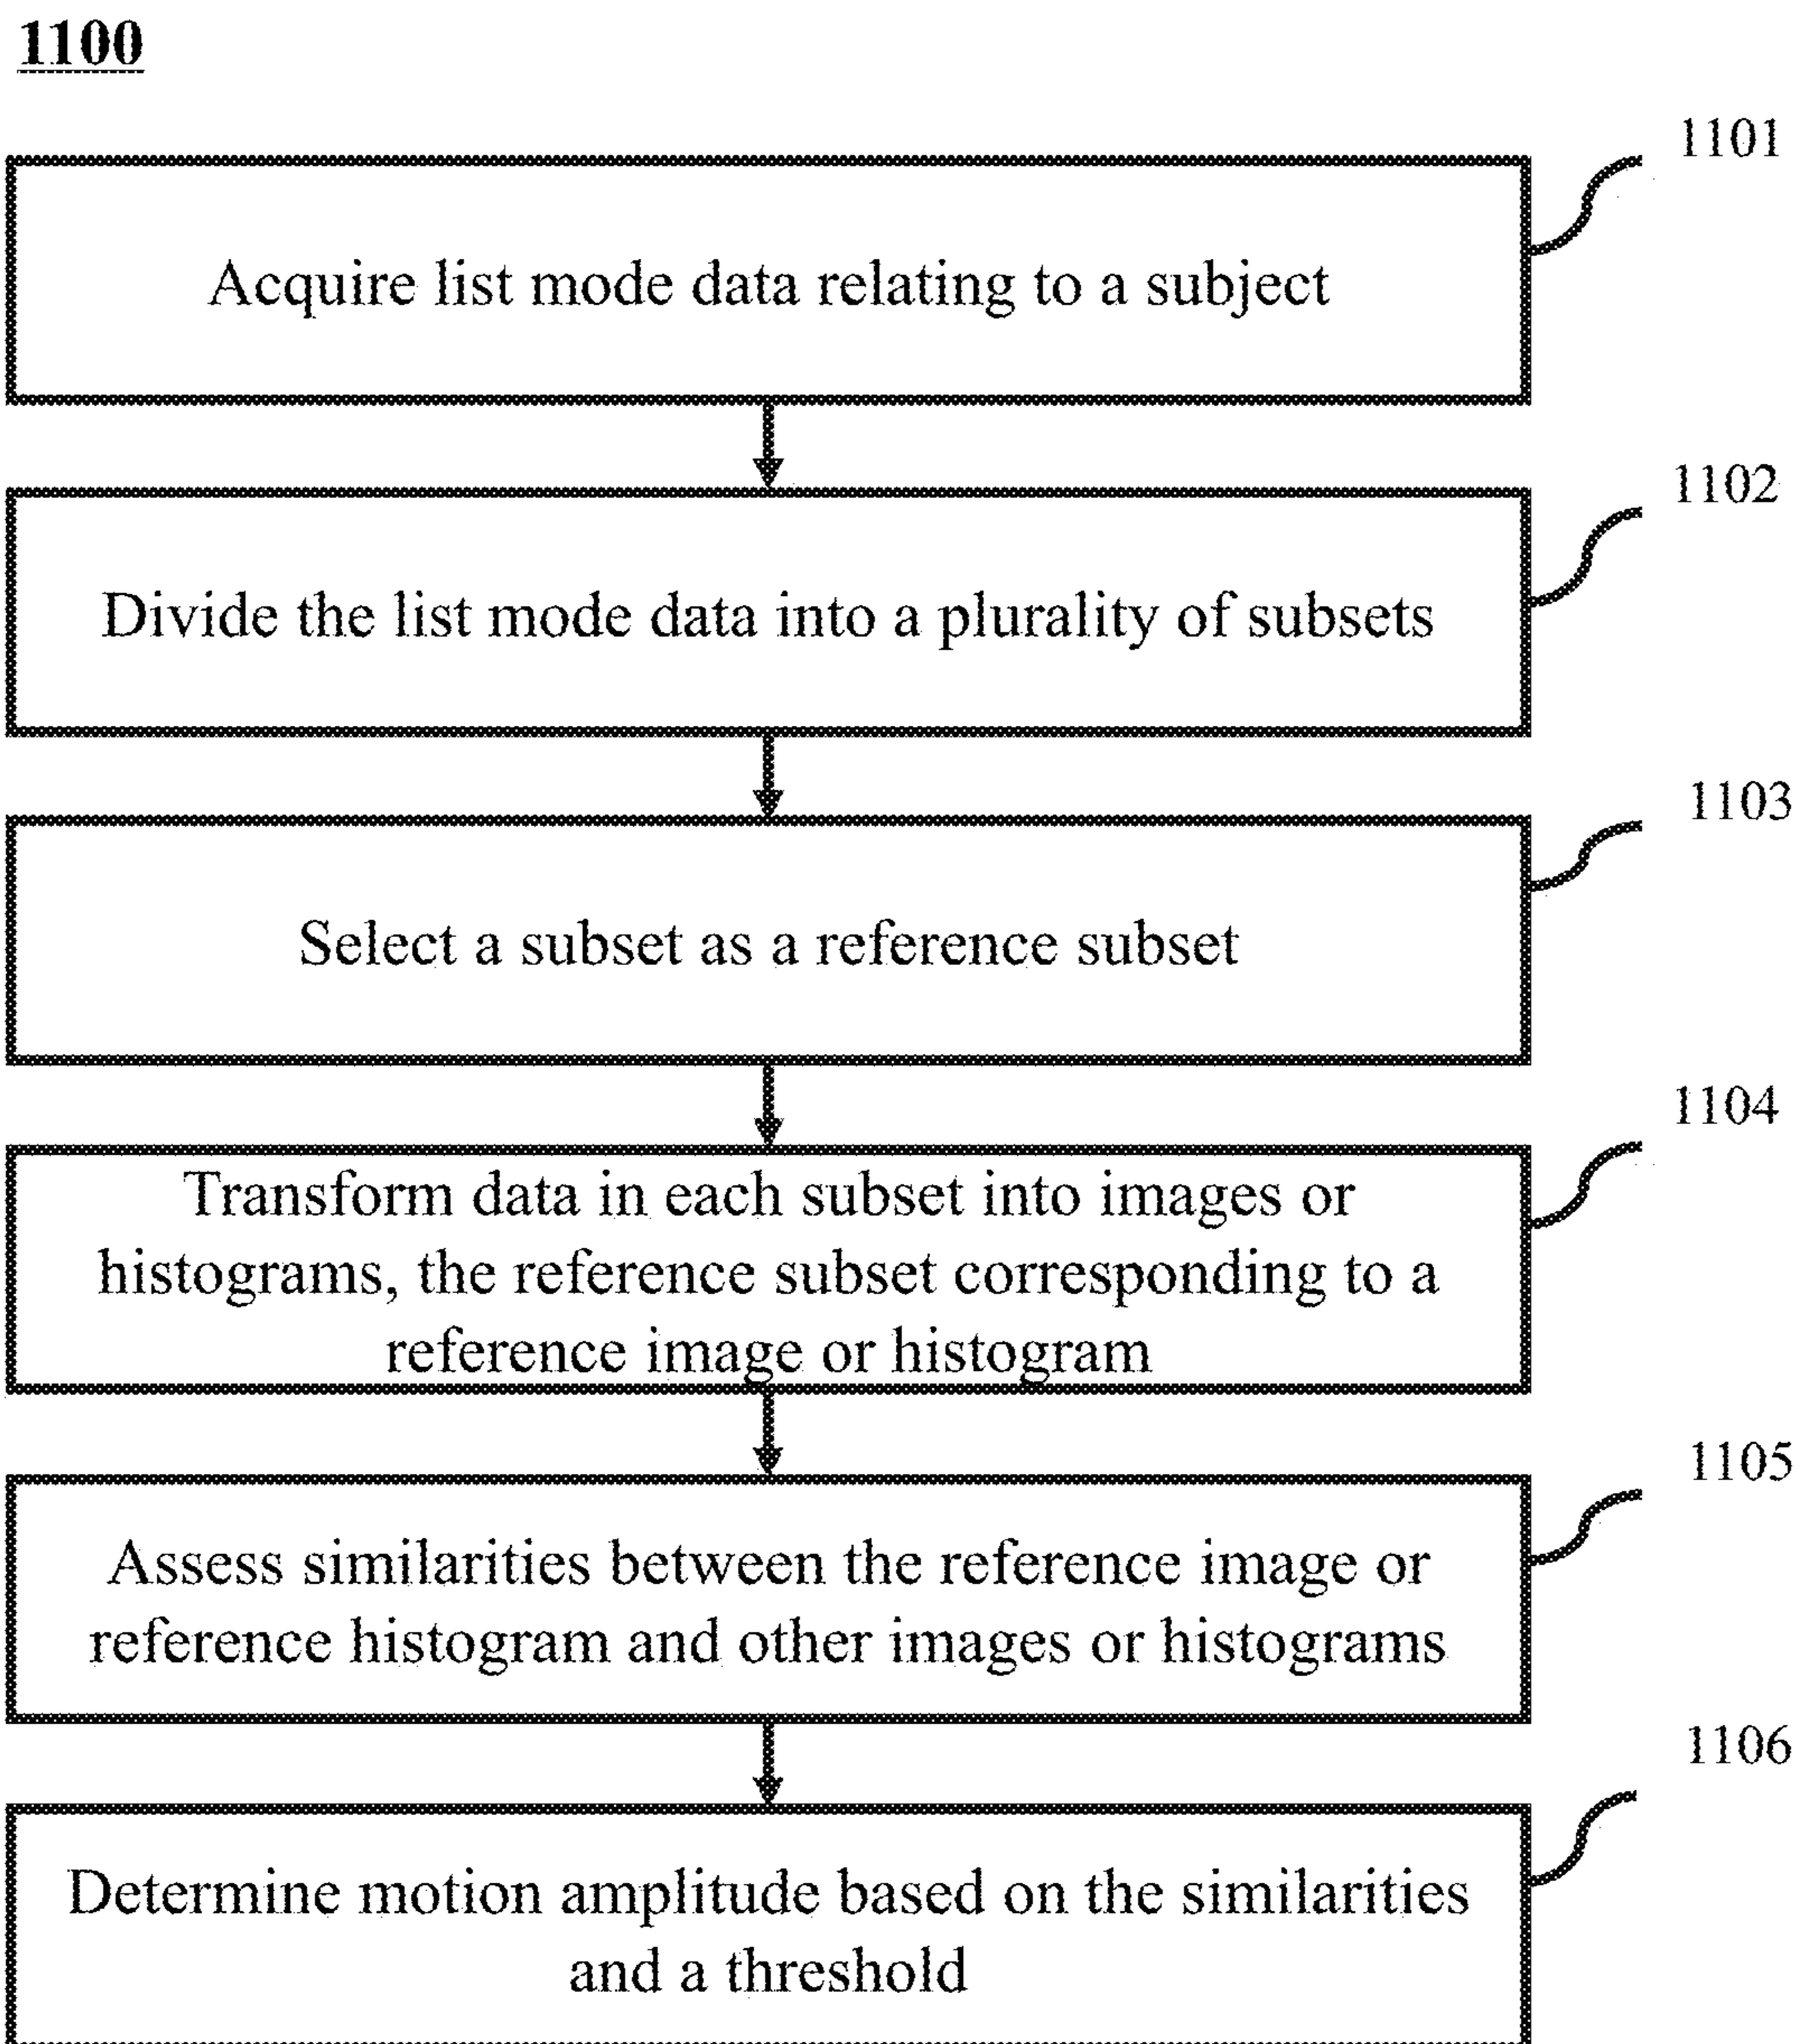 1100
1101
Acquire list mode data relating to a subject
1102
Divide the list mode data into a plurality of subsets
1103
Select a subset as a reference subset
1104
Transform data in each subset into images or
histograms, the reference subset corresponding to a
reference image or histogram
1105
Assess similarities between the reference image or
reference histogram and other images or histograms
1106
Determine motion amplitude based on the similarities
and a threshold